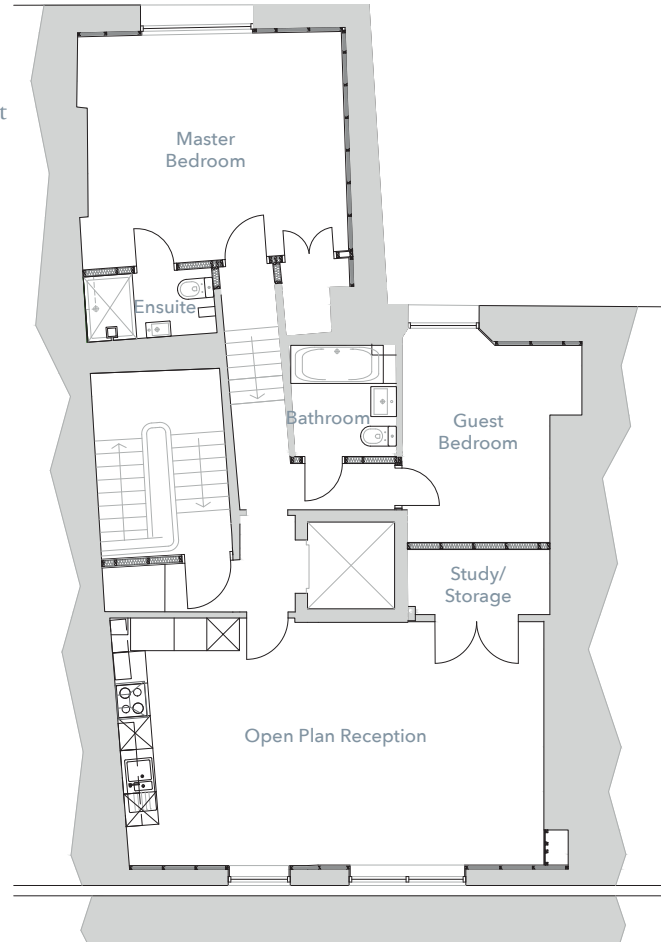 t
Master
Bedroom
Ensuite
Bathroom
Guest
Bedroom
Study/
Storage
Open Plan Reception